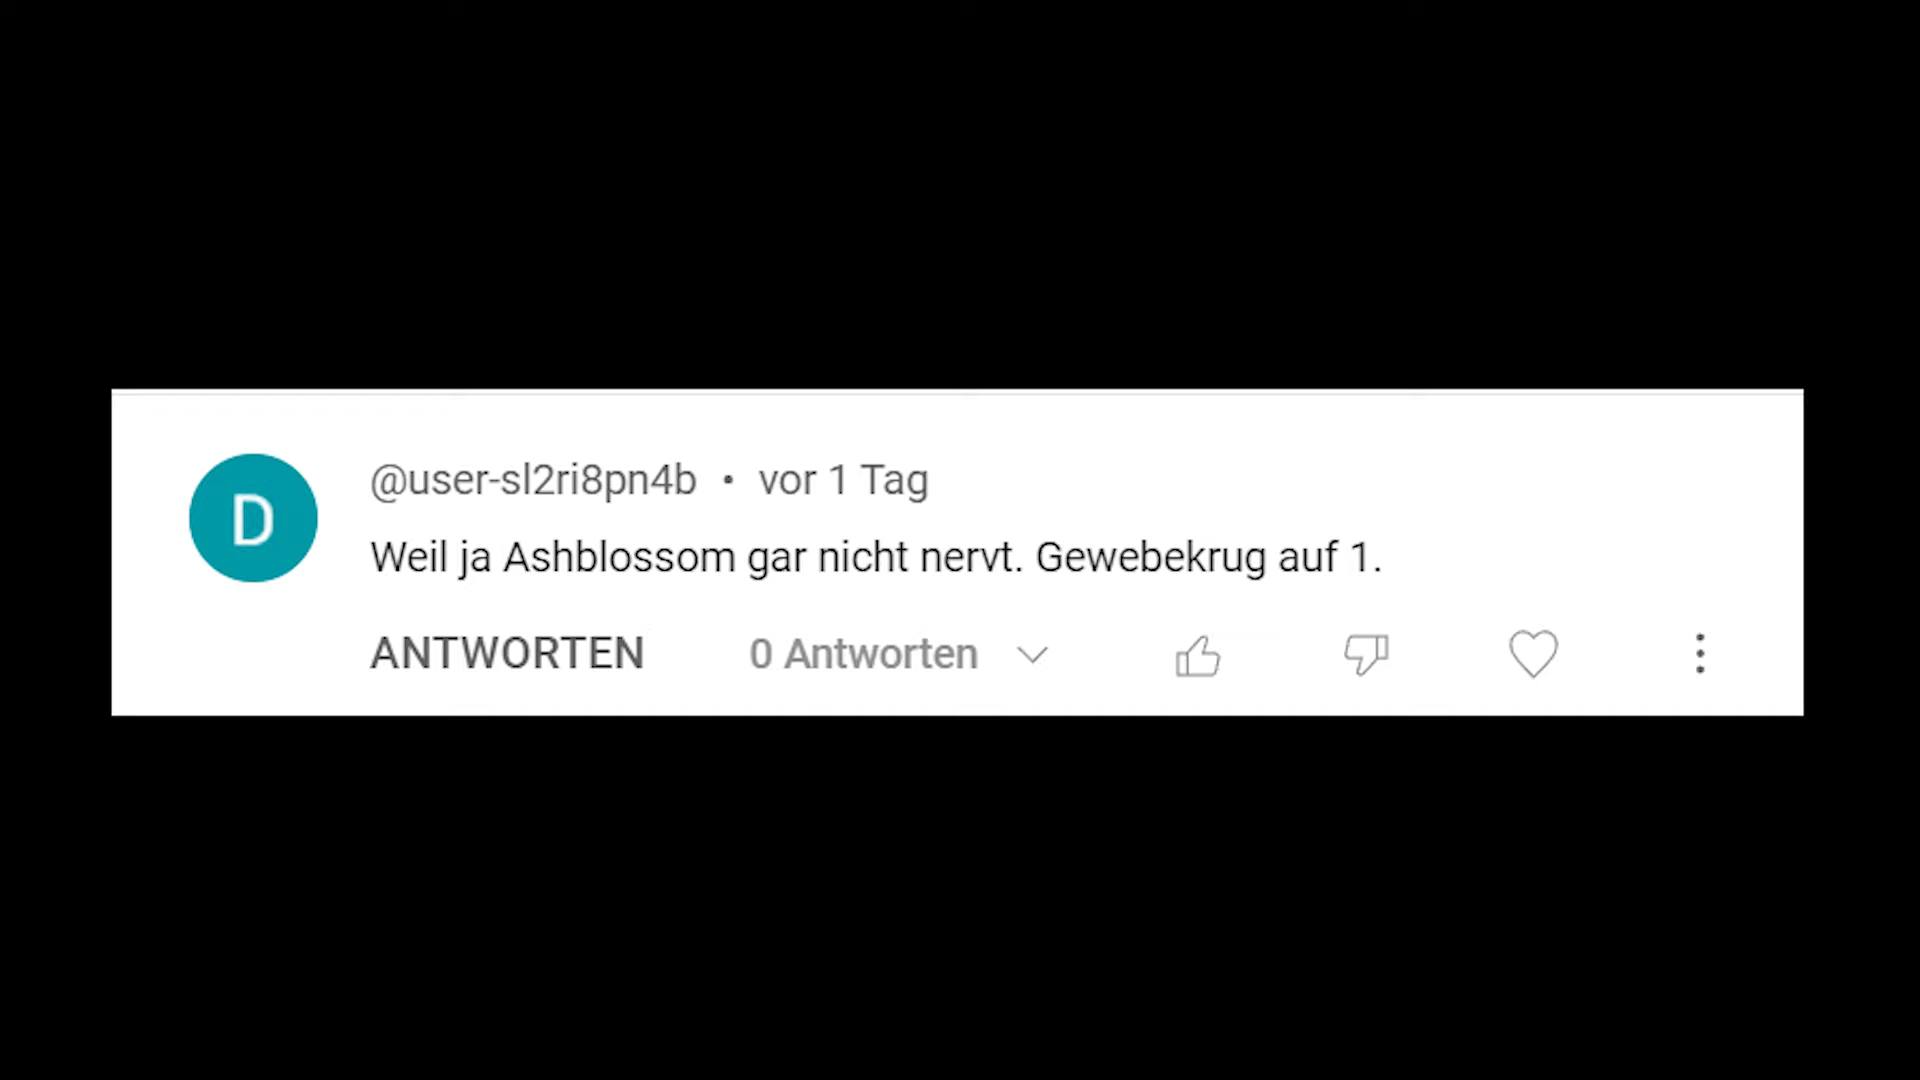 D
@user-sl2ri8pn4b • vor 1 Tag
Weil ja Ashblossom gar nicht nervt. Gewebekrug auf 1.
ANTWORTEN 0 Antworten